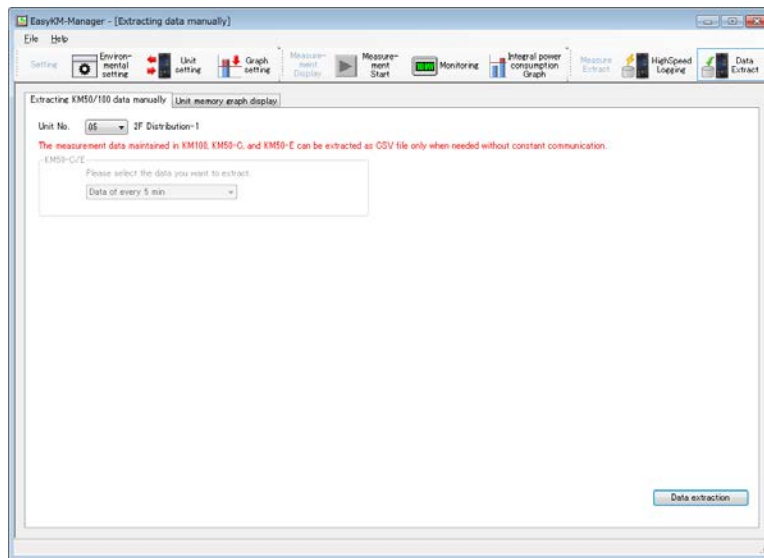 EasyKM-Manager - [Extracting data manually]
File Help
Setting
Environ-
mental
setting
Unit
setting
Graph
setting
Measure-
ment
Display
Measure-
ment
Start
Monitoring
Integral power
consumption
Graph
Measure
Extract
HighSpeed
Logging
Data
Extract
Extracting KM50/100 data manually Unit memory graph display
Unit No. 05 2F Distribution-1
The measurement data maintained in KM100, KM50-C, and KM50-E can be extracted as CSV file only when needed without constant communication.
KM50-C/E
Please select the data you want to extract.
Data of every 5 min
Data extraction